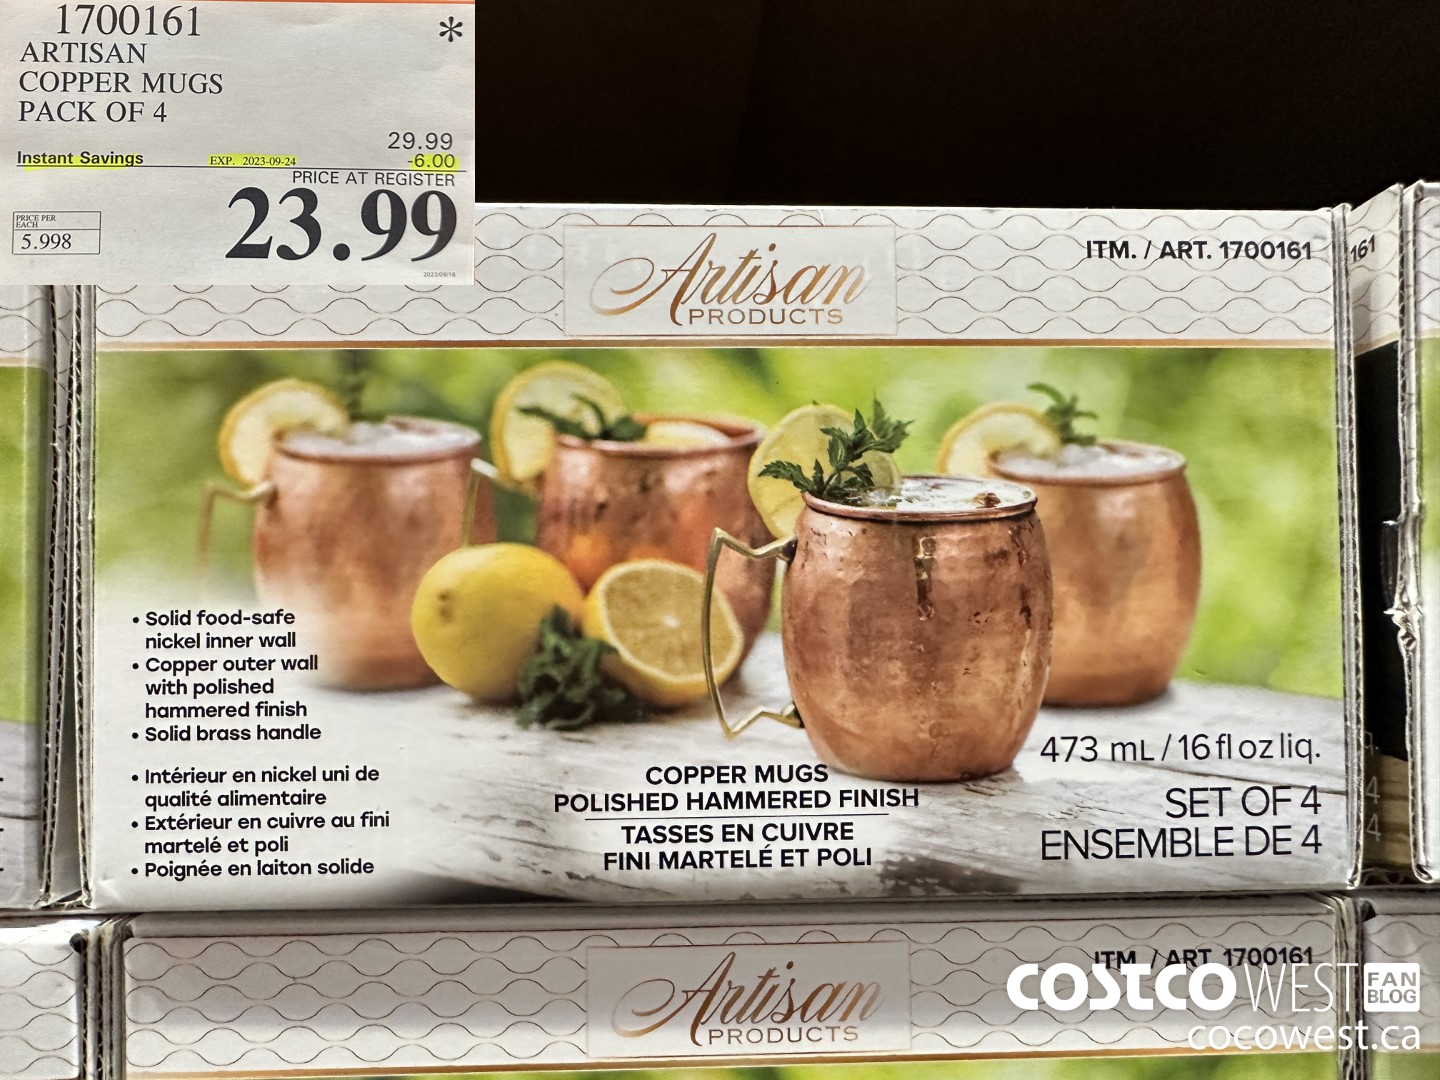 1700161
*
ARTISAN
COPPER MUGS
PACK OF 4
29.99
Instant Savings EXP. 2023-09-24 -6.00
PRICE AT REGISTER
23.99
PRICE PER
EACH
5.998
2023/09/18
Artisan
PRODUCTS
ITM. / ART. 1700161
161
• Solid food-safe
nickel inner wall
• Copper outer wall
with polished
hammered finish
• Solid brass handle
• Intérieur en nickel uni de
qualité alimentaire
• Extérieur en cuivre au fini
martelé et poli
• Poignée en laiton solide
COPPER MUGS
POLISHED HAMMERED FINISH
TASSES EN CUIVRE
FINI MARTELÉ ET POLI
473 mL / 16 fl oz liq.
SET OF 4
ENSEMBLE DE 4
4
4
Artisan
PRODUCTS
ITM. / ART. 1700161
COSTCO WEST FAN
BLOG
cocowest.ca